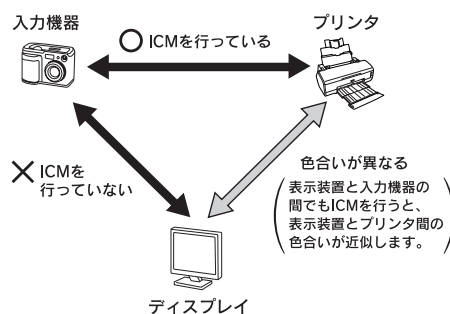 入力機器
プリンタ
○ ICMを行っている
× ICMを
行っていない
色合いが異なる
(表示装置と入力機器の
間でもICMを行うと、
表示装置とプリンタ間の
色合いが近似します。)
ディスプレイ